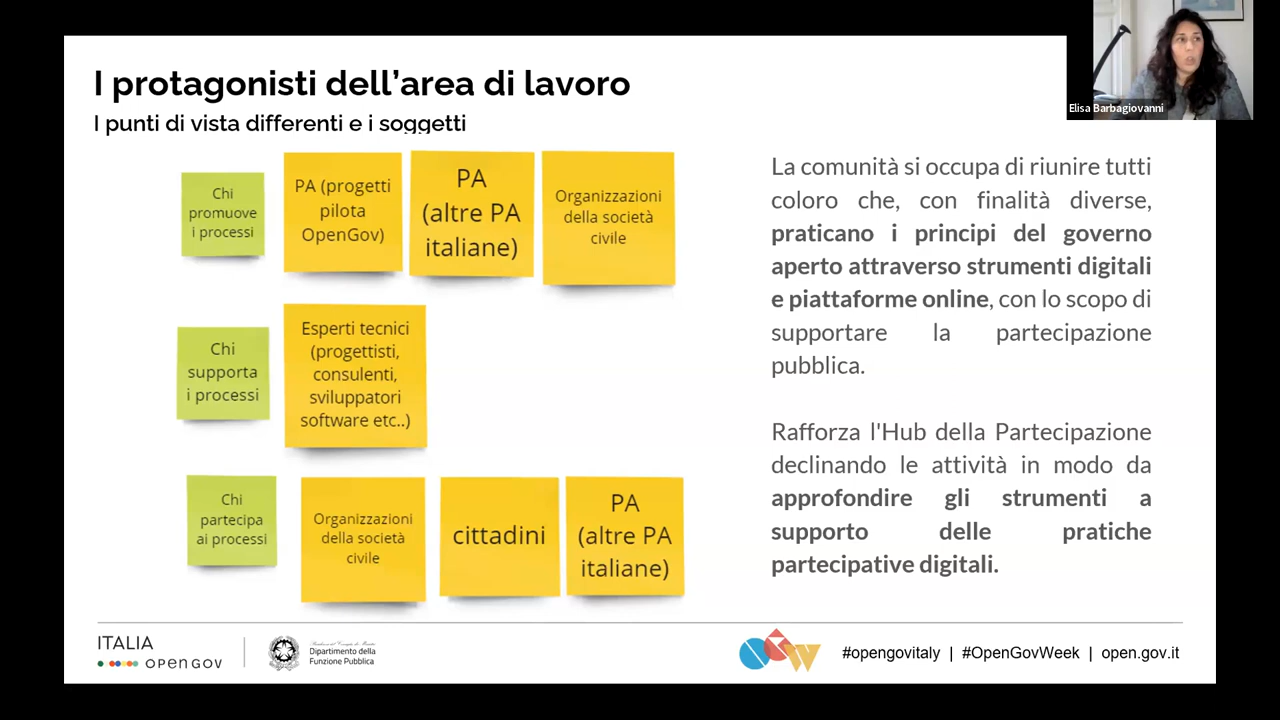 I protagonisti dell'area di lavoro
I punti di vista differenti e i soggetti
Elisa Barbagiovanni
Chi
promuove
i processi
PA (progetti
pilota
OpenGov)
PA
(altre PA
italiane)
Organizzazioni
della società
civile
Chi
supporta
i processi
Esperti tecnici
(progettisti,
consulenti,
sviluppatori
software etc..)
Chi
partecipa
ai processi
Organizzazioni
della società
civile
cittadini
PA
(altre PA
italiane)
La comunità si occupa di riunire tutti
coloro che, con finalità diverse,
praticano i principi del governo
aperto attraverso strumenti digitali
e piattaforme online, con lo scopo di
supportare la partecipazione
pubblica.
Rafforza l'Hub della Partecipazione
declinando le attività in modo da
approfondire gli strumenti a
supporto delle pratiche
partecipative digitali.
ITALIA
OPEN GOV
Dipartimento della
Funzione Pubblica
OGW
#opengovitaly | #OpenGovWeek | open.gov.it